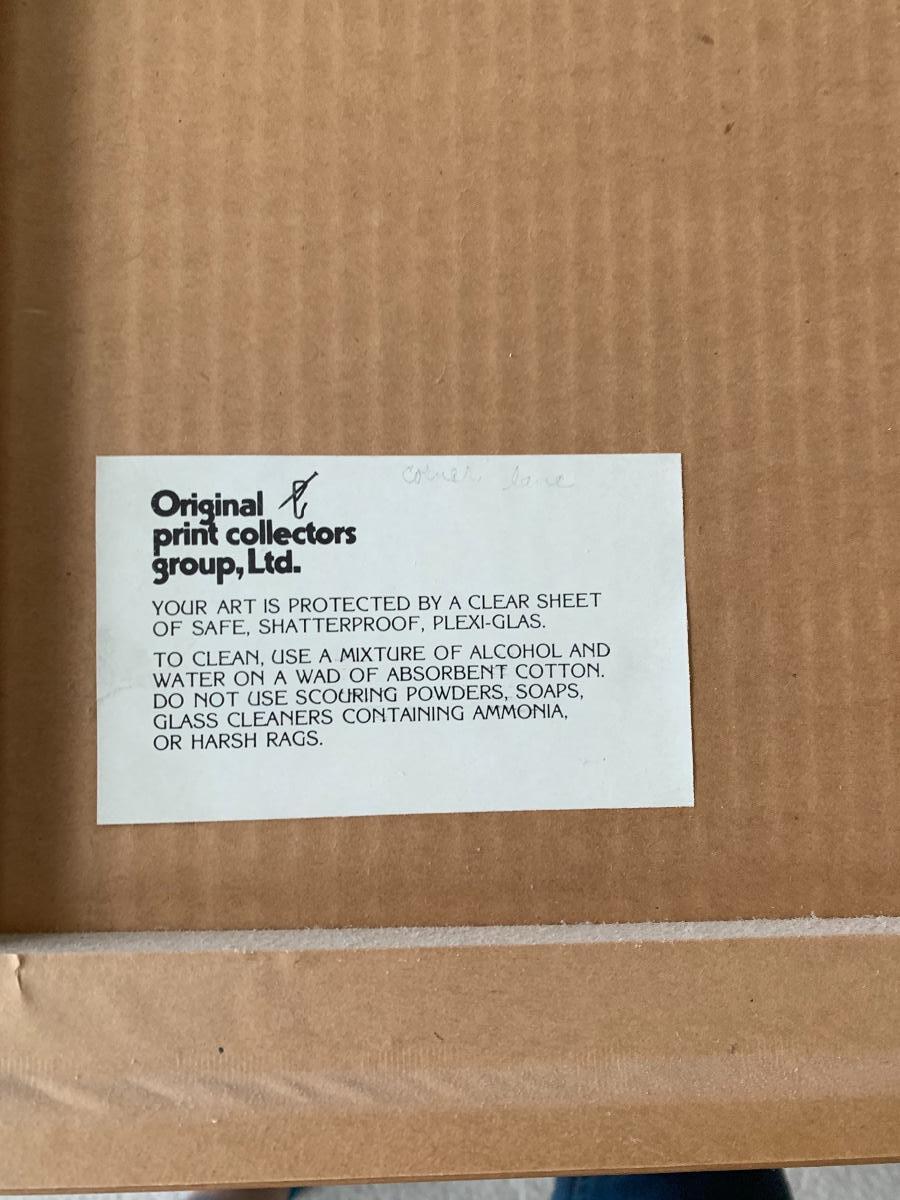 corner lane
Original
print collectors
group, Ltd.
YOUR ART IS PROTECTED BY A CLEAR SHEET
OF SAFE, SHATTERPROOF, PLEXI-GLAS.
TO CLEAN, USE A MIXTURE OF ALCOHOL AND
WATER ON A WAD OF ABSORBENT COTTON.
DO NOT USE SCOURING POWDERS, SOAPS,
GLASS CLEANERS CONTAINING AMMONIA,
OR HARSH RAGS.